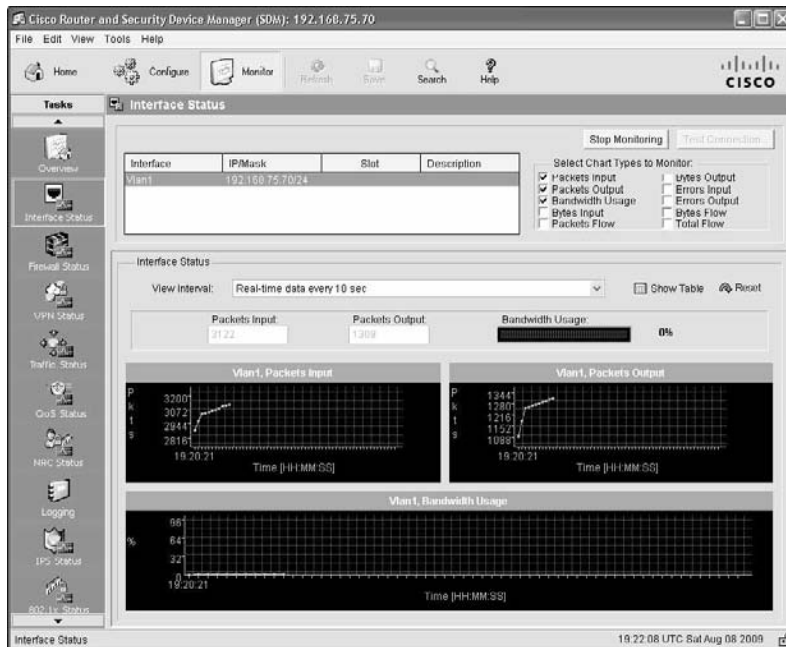 Cisco Router and Security Device Manager (SDM): 192.168.75.70
File Edit View Tools Help
Home Configure Monitor Refresh Save Search Help
CISCO
Tasks
Interface Status
Overview
Interface Status
Firewall Status
VPN Status
Traffic Status
QoS Status
NAC Status
Logging
IPS Status
802.1x Status
Stop Monitoring Test Connection...
Interface IP/Mask Slot Description
Vlan1 192.168.75.70/24
Select Chart Types to Monitor:
Packets Input Bytes Output
Packets Output Errors Input
Bandwidth Usage Errors Output
Bytes Input Bytes Flow
Packets Flow Total Flow
Interface Status
View Interval: Real-time data every 10 sec Show Table Reset
Packets Input: Packets Output: Bandwidth Usage:
3122 1309 0%
Vlan1, Packets Input
Pkts
3200
3072
2944
2816
19:20:21
Time [HH:MM:SS]
Vlan1, Packets Output
Pkts
1344
1280
1216
1152
1088
19:20:21
Time [HH:MM:SS]
Vlan1, Bandwidth Usage
%
96
64
32
0
19:20:21
Time [HH:MM:SS]
Interface Status 19:22:08 UTC Sat Aug 08 2009